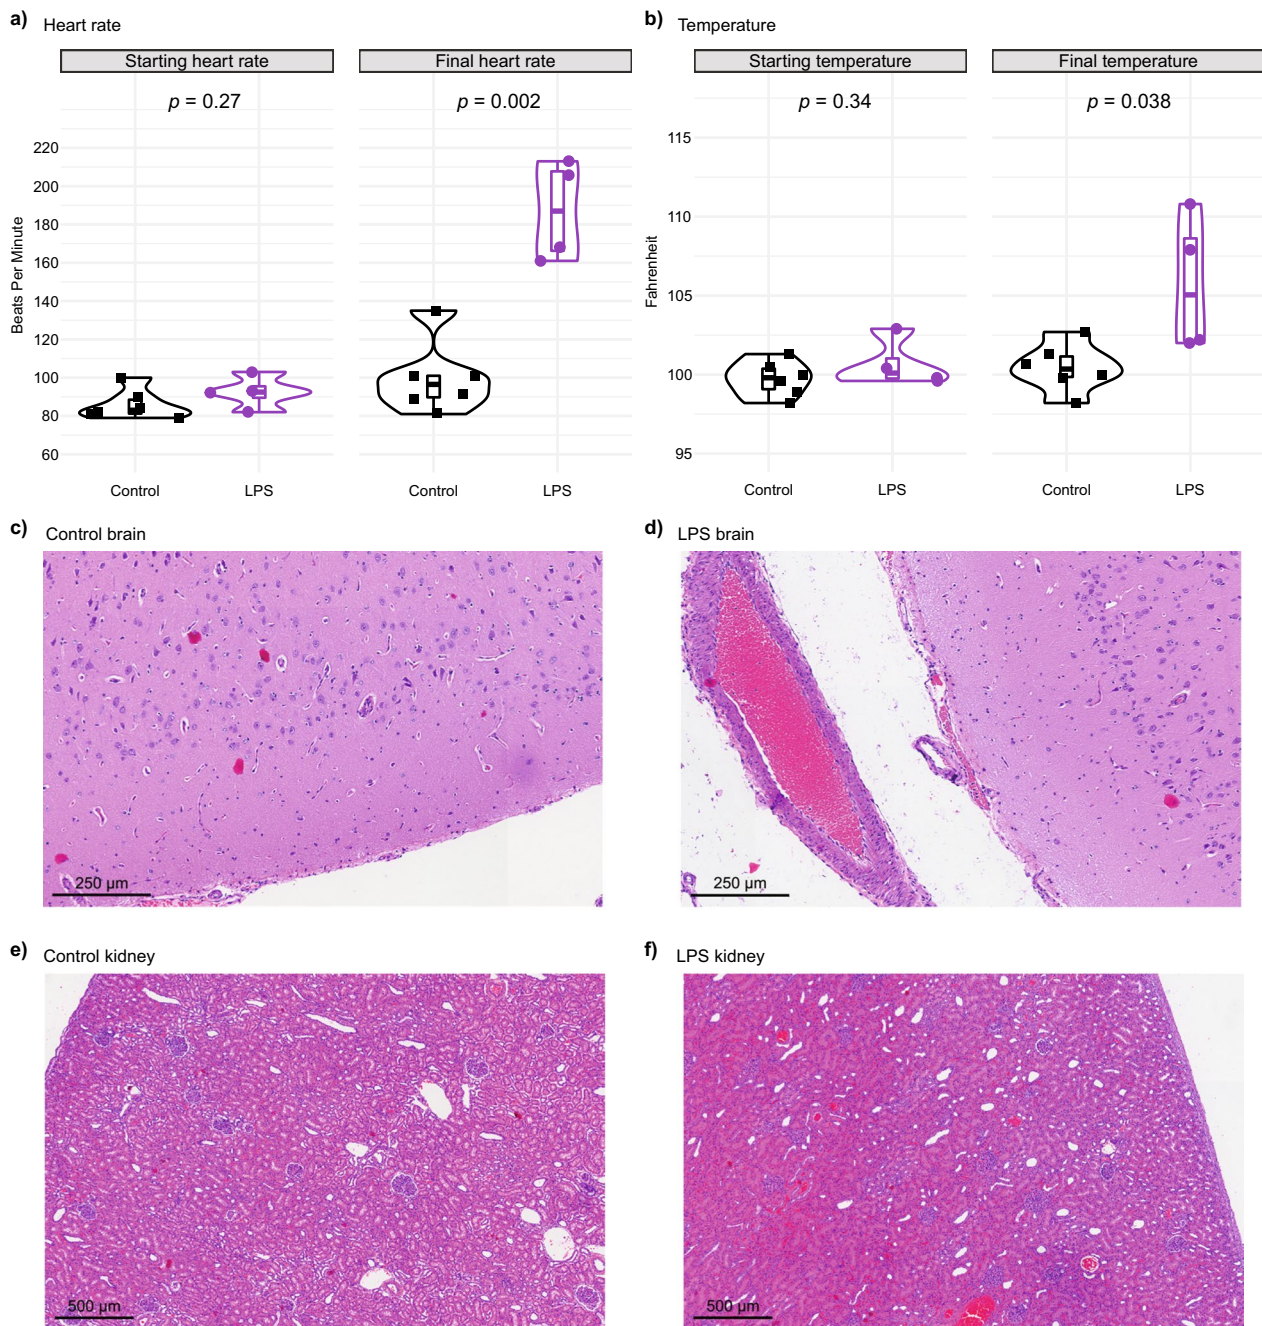 a) Heart rate
Starting heart rate
Final heart rate
p = 0.27
p = 0.002
Beats Per Minute
220
200
180
160
140
120
100
80
60
Control
LPS
Control
LPS
b) Temperature
Starting temperature
Final temperature
p = 0.34
p = 0.038
Fahrenheit
115
110
105
100
95
Control
LPS
Control
LPS
c) Control brain
250 µm
d) LPS brain
250 µm
e) Control kidney
500 µm
f) LPS kidney
500 µm